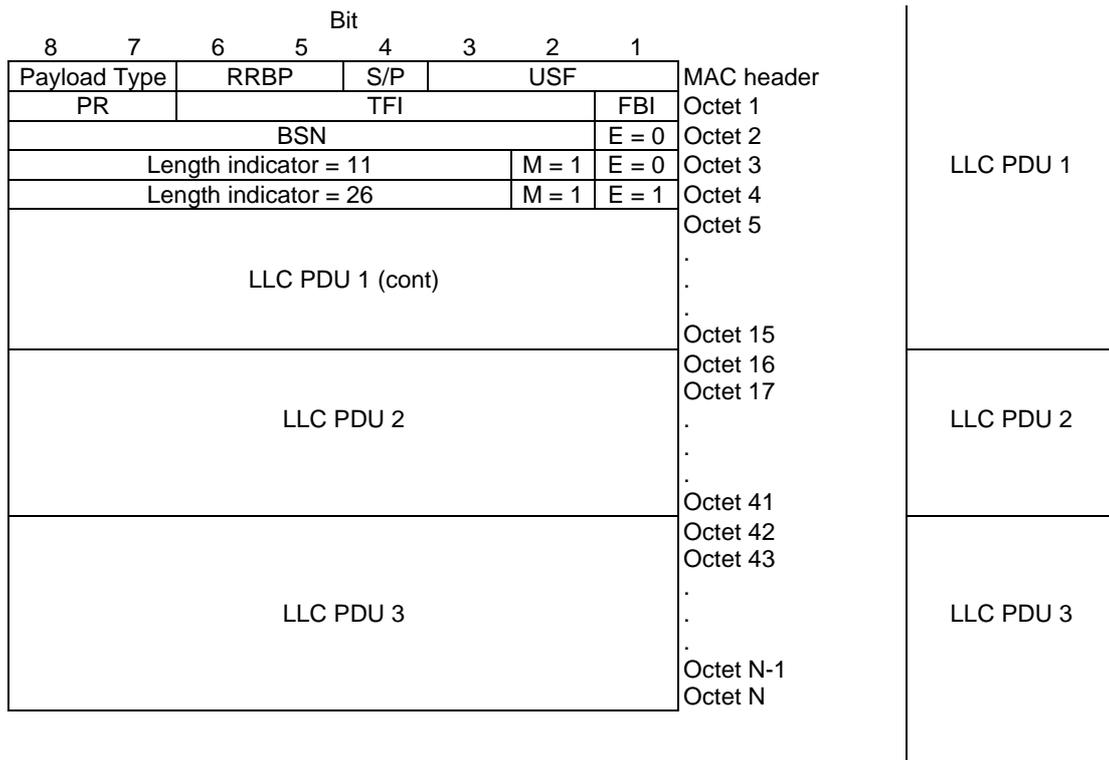 Bit
8 7 6 5 4 3 2 1
Payload Type RRBP S/P USF MAC header
PR TFI FBI Octet 1
BSN E = 0 Octet 2
Length indicator = 11 M = 1 E = 0 Octet 3
Length indicator = 26 M = 1 E = 1 Octet 4
Octet 5
.
LLC PDU 1 (cont) .
.
Octet 15
Octet 16
Octet 17
LLC PDU 2 .
.
.
Octet 41
Octet 42
Octet 43
.
LLC PDU 3 .
.
Octet N-1
Octet N
LLC PDU 1
LLC PDU 2
LLC PDU 3